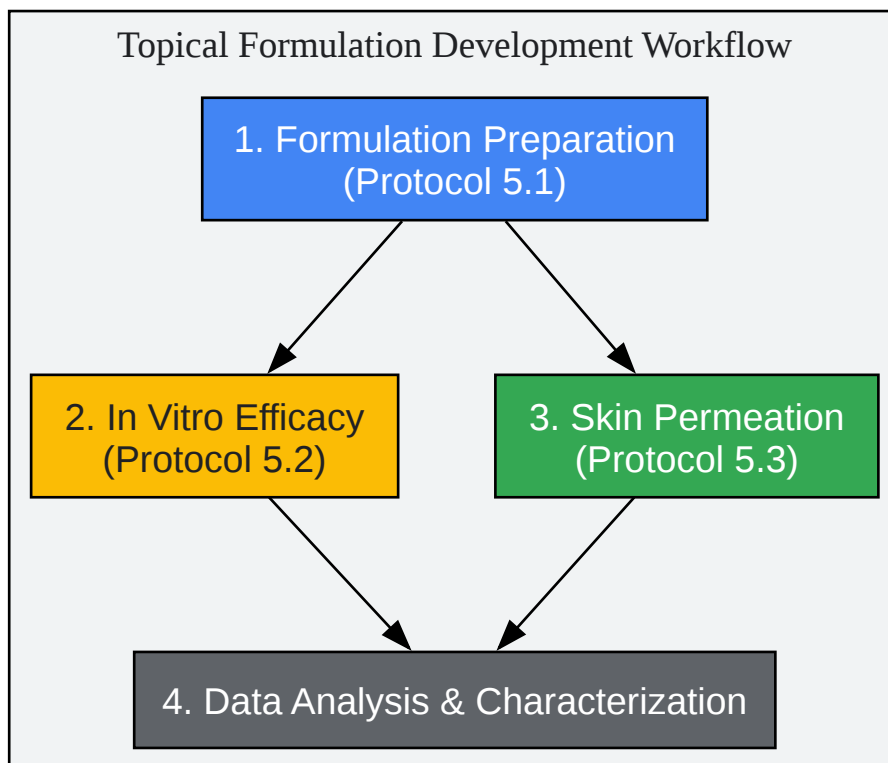 Topical Formulation Development Workflow
1. Formulation Preparation
(Protocol 5.1)
2. In Vitro Efficacy
(Protocol 5.2)
3. Skin Permeation
(Protocol 5.3)
4. Data Analysis & Characterization